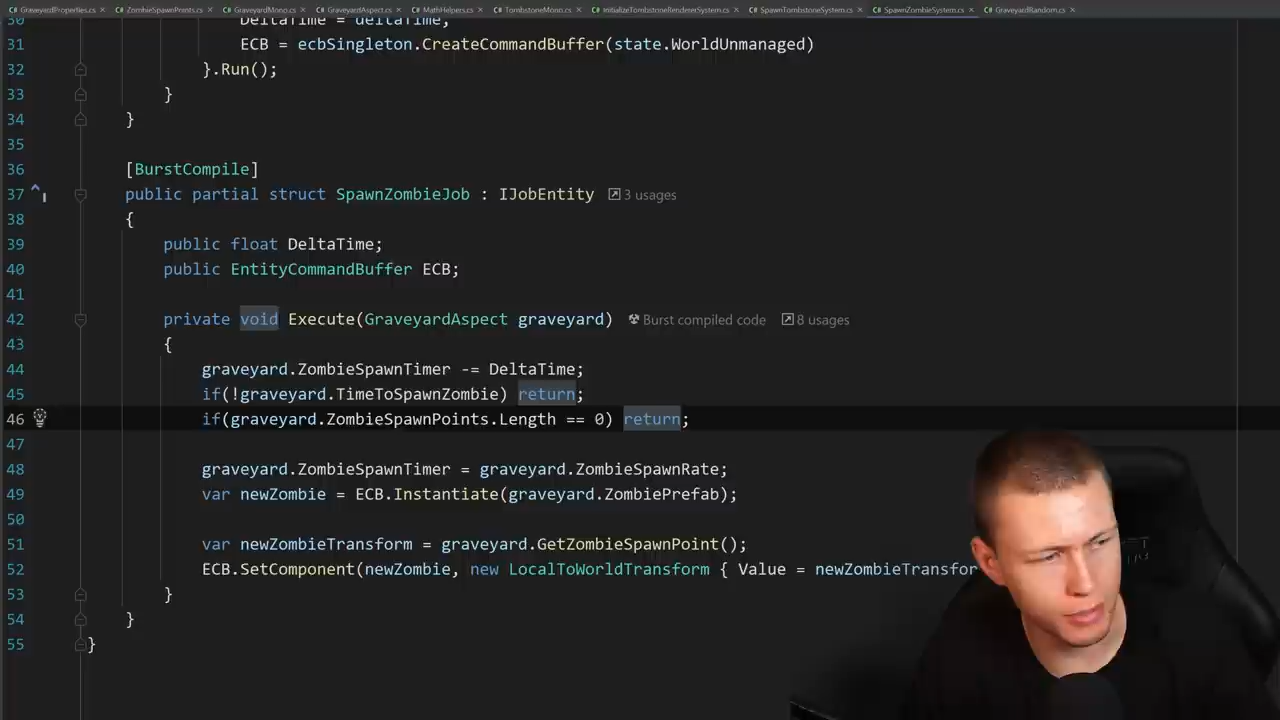 GraveyardProperties.cs × ZombieSpawnPoints.cs × GraveyardMono.cs × GraveyardAspect.cs × MathHelpers.cs × TombstoneMono.cs × InitializeTombstoneRendererSystem.cs × SpawnTombstoneSystem.cs × SpawnZombieSystem.cs × GraveyardRandom.cs ×
30 DeltaTime = deltaTime,
31 ECB = ecbSingleton.CreateCommandBuffer(state.WorldUnmanaged)
32 }.Run();
33 }
34 }
35
36 [BurstCompile]
37 public partial struct SpawnZombieJob : IJobEntity 3 usages
38 {
39 public float DeltaTime;
40 public EntityCommandBuffer ECB;
41
42 private void Execute(GraveyardAspect graveyard) Burst compiled code 8 usages
43 {
44 graveyard.ZombieSpawnTimer -= DeltaTime;
45 if(!graveyard.TimeToSpawnZombie) return;
46 if(graveyard.ZombieSpawnPoints.Length == 0) return;
47
48 graveyard.ZombieSpawnTimer = graveyard.ZombieSpawnRate;
49 var newZombie = ECB.Instantiate(graveyard.ZombiePrefab);
50
51 var newZombieTransform = graveyard.GetZombieSpawnPoint();
52 ECB.SetComponent(newZombie, new LocalToWorldTransform { Value = newZombieTransfor
53 }
54 }
55 }